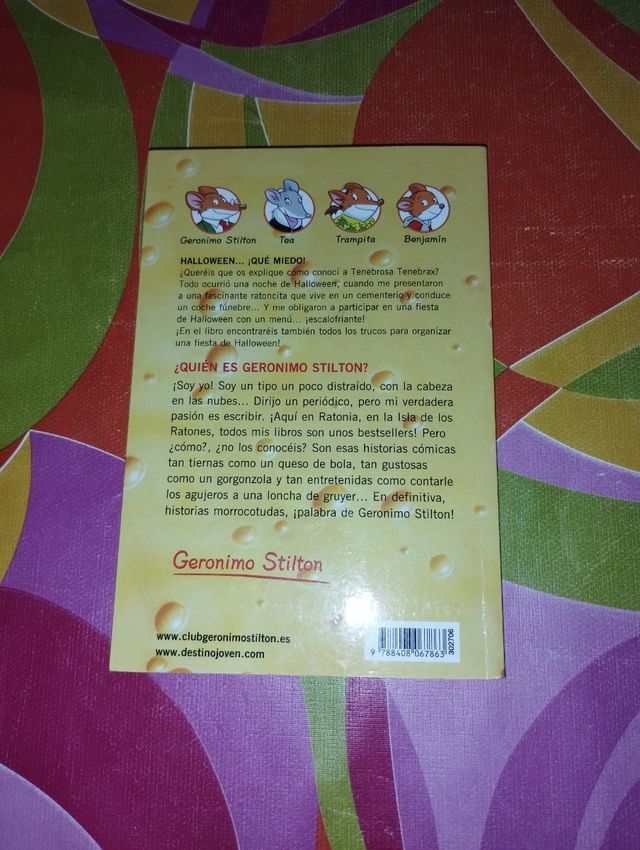 Geronimo Stilton Tea Trampita Benjamín
HALLOWEEN... ¡QUÉ MIEDO!
¿Queréis que os explique cómo conocí a Tenebrosa Tenebrax?
Todo ocurrió una noche de Halloween, cuando me presentaron
a una fascinante ratoncita que vive en un cementerio y conduce
un coche fúnebre... Y me obligaron a participar en una fiesta
de Halloween con un menú... ¡escalofriante!
¡En el libro encontraréis también todos los trucos para organizar
una fiesta de Halloween!
¿QUIÉN ES GERONIMO STILTON?
¡Soy yo! Soy un tipo un poco distraído, con la cabeza
en las nubes... Dirijo un periódico, pero mi verdadera
pasión es escribir. ¡Aquí en Ratonia, en la Isla de los
Ratones, todos mis libros son unos bestsellers! Pero
¿cómo?, ¿no los conocéis? Son esas historias cómicas
tan tiernas como un queso de bola, tan gustosas
como un gorgonzola y tan entretenidas como contarle
los agujeros a una loncha de gruyer... En definitiva,
historias morrocotudas, ¡palabra de Geronimo Stilton!
Geronimo Stilton
www.clubgeronimostilton.es
www.destinojoven.com
9 788408 067863
302706